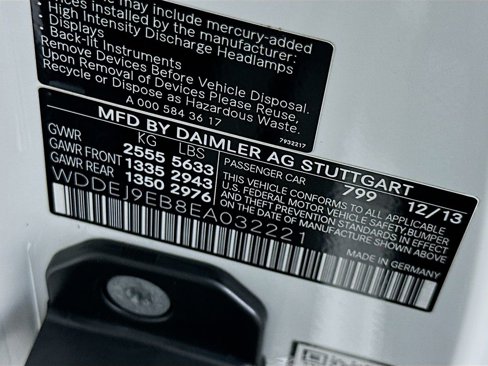 may include mercury-added
devices installed by the manufacturer:
• High Intensity Discharge Headlamps
• Displays
• Back-lit Instruments
Remove Devices Before Vehicle Disposal.
Upon Removal of Devices Please Reuse,
Recycle or Dispose as Hazardous Waste.
A 000 584 36 17
7932217
MFD BY DAIMLER AG STUTTGART
KG LBS
GVWR 2555 5633
GAWR FRONT 1335 2943
GAWR REAR 1350 2976
PASSENGER CAR 799 12/13
THIS VEHICLE CONFORMS TO ALL APPLICABLE
U.S. FEDERAL MOTOR VEHICLE SAFETY,BUMPER
AND THEFT PREVENTION STANDARDS IN EFFECT
ON THE DATE OF MANUFACTURE SHOWN ABOVE
WDDEJ9EB8EA032221
MADE IN GERMANY